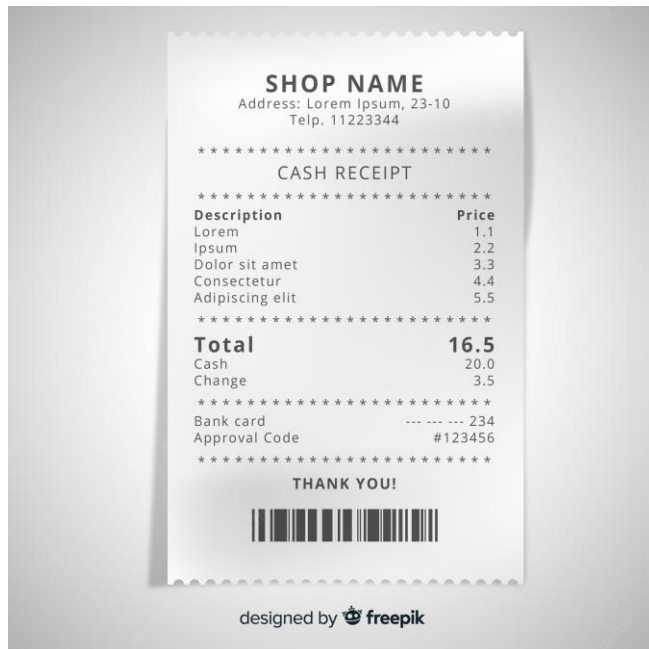 SHOP NAME
Address: Lorem Ipsum, 23-10
Telp. 11223344
* * * * * * * * * * * * * * * * * * * * * * * *
CASH RECEIPT
* * * * * * * * * * * * * * * * * * * * * * * *
Description Price
Lorem 1.1
Ipsum 2.2
Dolor sit amet 3.3
Consectetur 4.4
Adipiscing elit 5.5
* * * * * * * * * * * * * * * * * * * * * * * *
Total 16.5
Cash 20.0
Change 3.5
* * * * * * * * * * * * * * * * * * * * * * * *
Bank card --- --- --- 234
Approval Code #123456
* * * * * * * * * * * * * * * * * * * * * * * *
THANK YOU!
designed by freepik